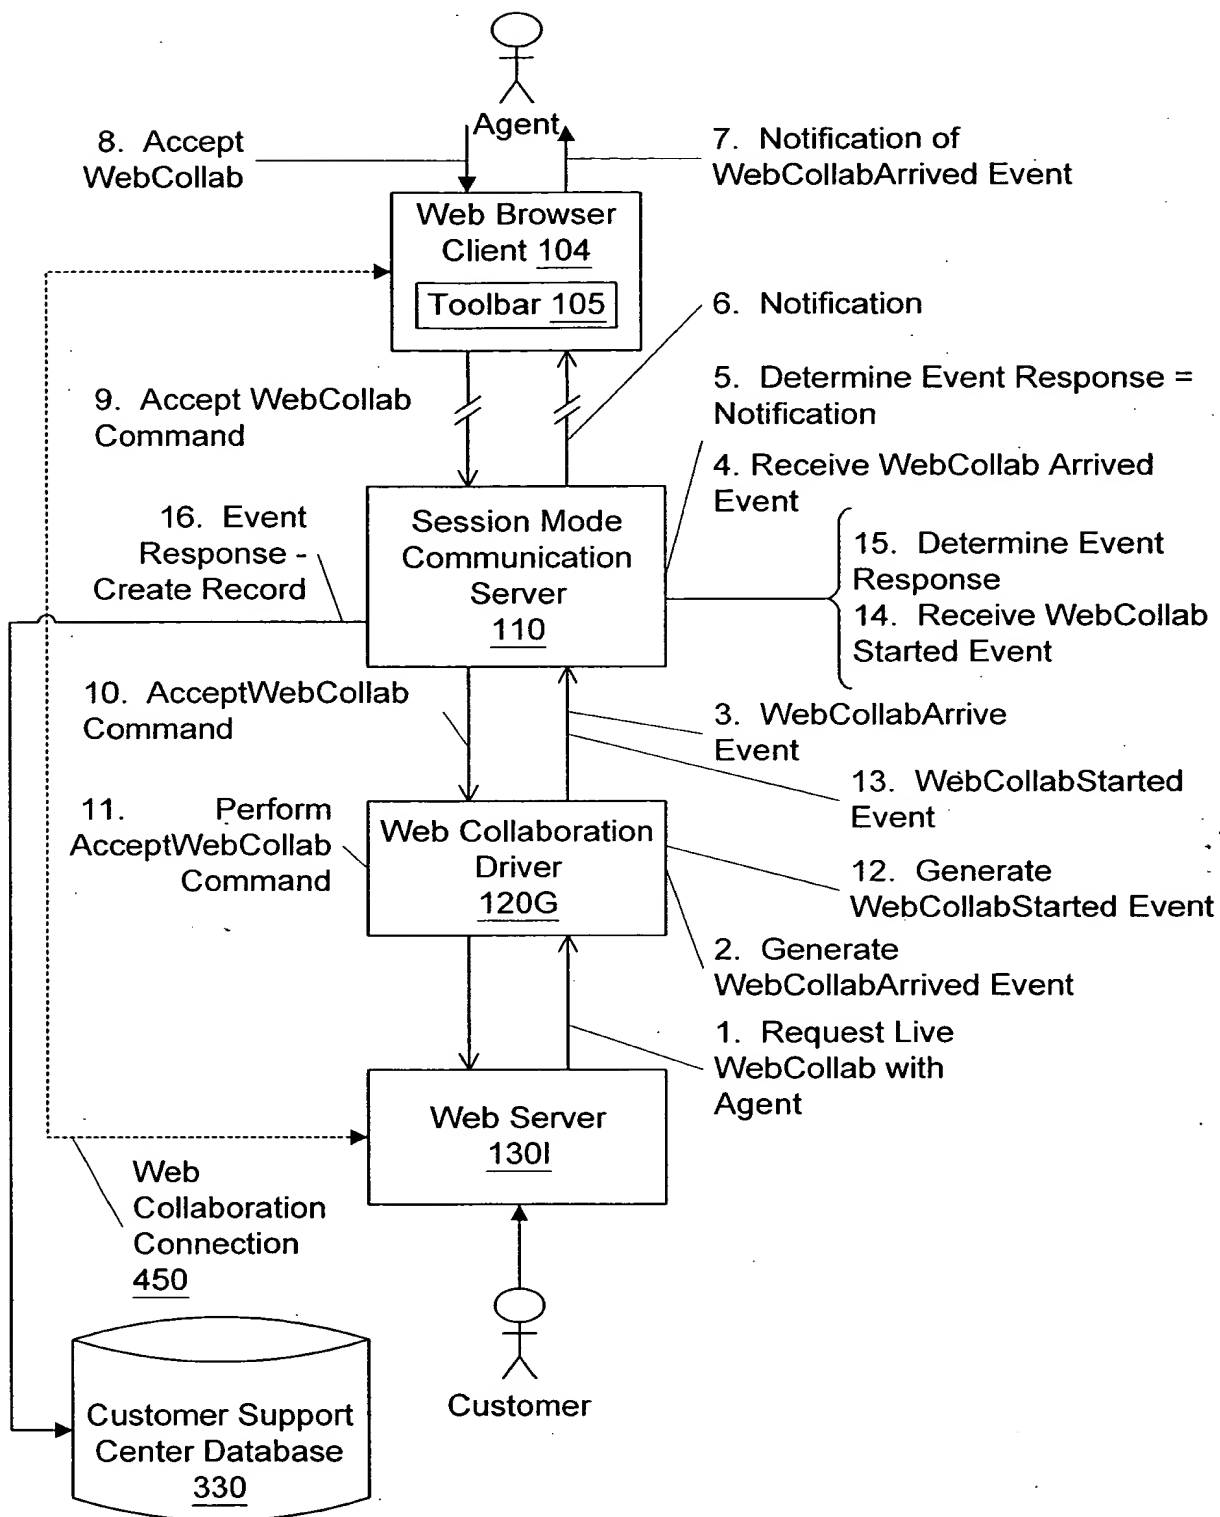 Agent
8. Accept
WebCollab
7. Notification of
WebCollabArrived Event
Web Browser
Client 104
Toolbar 105
6. Notification
5. Determine Event Response =
Notification
9. Accept WebCollab
Command
4. Receive WebCollab Arrived
Event
16. Event
Response -
Create Record
Session Mode
Communication
Server
110
15. Determine Event
Response
14. Receive WebCollab
Started Event
10. AcceptWebCollab
Command
3. WebCollabArrive
Event
13. WebCollabStarted
Event
11. Perform
AcceptWebCollab
Command
Web Collaboration
Driver
120G
12. Generate
WebCollabStarted Event
2. Generate
WebCollabArrived Event
1. Request Live
WebCollab with
Agent
Web Server
130I
Web
Collaboration
Connection
450
Customer
Customer Support
Center Database
330